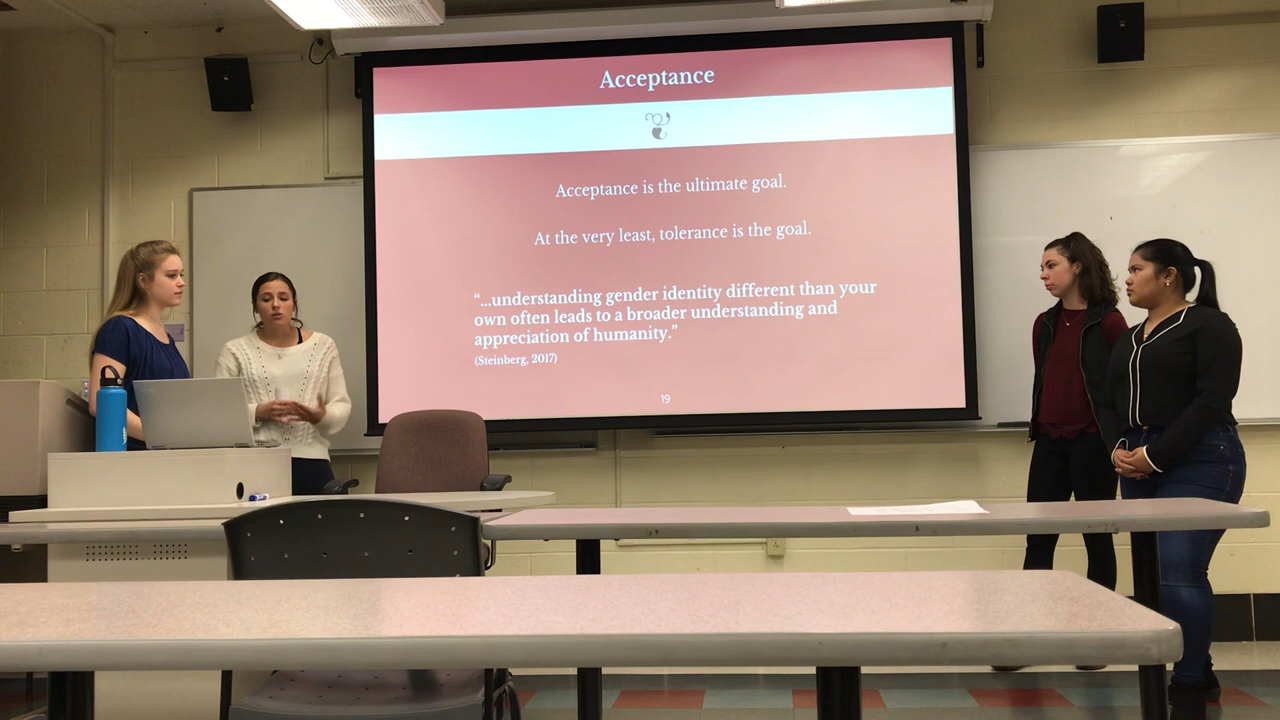 Acceptance
Acceptance is the ultimate goal.
At the very least, tolerance is the goal.
“...understanding gender identity different than your
own often leads to a broader understanding and
appreciation of humanity.”
(Steinberg, 2017)
19